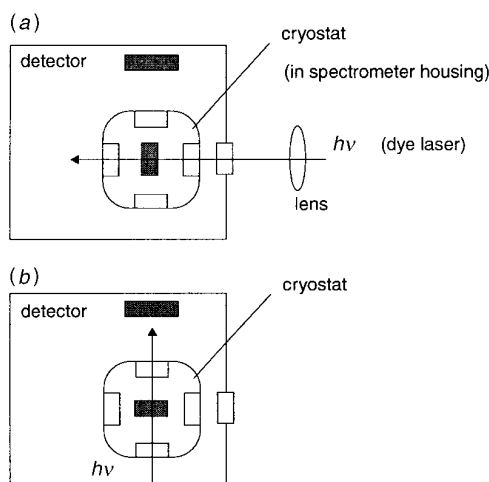 (a)
cryostat
detector
(in spectrometer housing)
hν (dye laser)
lens
(b)
cryostat
detector
hν